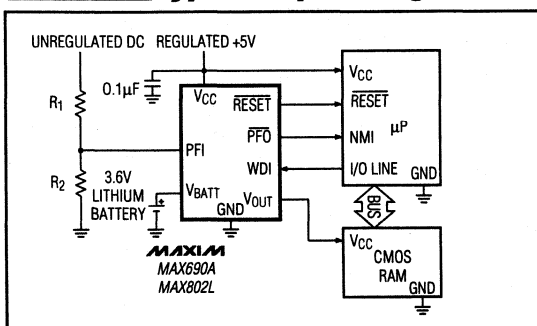 UNREGULATED DC REGULATED +5V
0.1µF
VCC
R1
R2
3.6V
LITHIUM
BATTERY
VCC
RESET
PFO
PFI
WDI
VBATT
GND
VOUT
VCC
RESET
µP
NMI
I/O LINE
GND
BUS
VCC
CMOS
RAM
GND
MAXIM
MAX690A
MAX802L